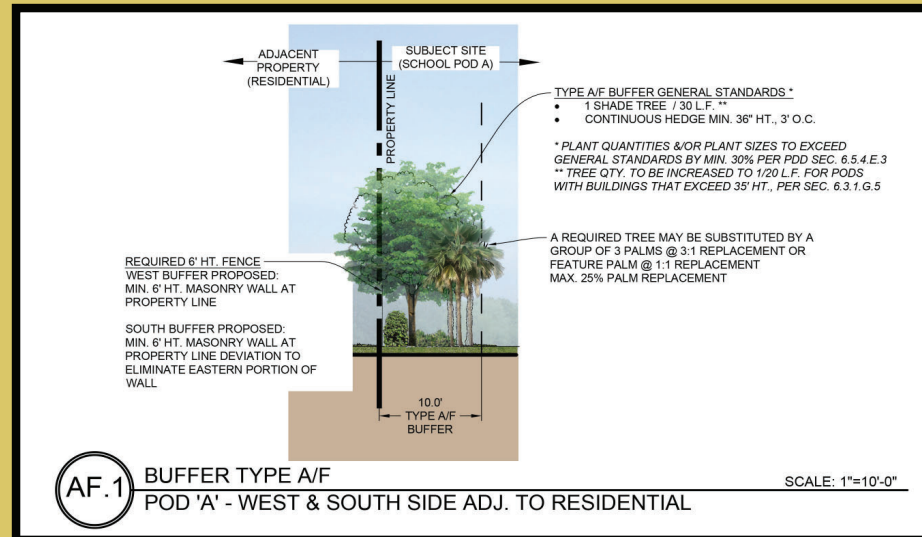 ADJACENT
PROPERTY
(RESIDENTIAL)
SUBJECT SITE
(SCHOOL POD A)
PROPERTY LINE
TYPE A/F BUFFER GENERAL STANDARDS *
• 1 SHADE TREE / 30 L.F. **
• CONTINUOUS HEDGE MIN. 36" HT., 3' O.C.
* PLANT QUANTITIES &/OR PLANT SIZES TO EXCEED
GENERAL STANDARDS BY MIN. 30% PER PDD SEC. 6.5.4.E.3
** TREE QTY. TO BE INCREASED TO 1/20 L.F. FOR PODS
WITH BUILDINGS THAT EXCEED 35' HT., PER SEC. 6.3.1.G.5
A REQUIRED TREE MAY BE SUBSTITUTED BY A
GROUP OF 3 PALMS @ 3:1 REPLACEMENT OR
FEATURE PALM @ 1:1 REPLACEMENT
MAX. 25% PALM REPLACEMENT
REQUIRED 6' HT. FENCE
WEST BUFFER PROPOSED:
MIN. 6' HT. MASONRY WALL AT
PROPERTY LINE
SOUTH BUFFER PROPOSED:
MIN. 6' HT. MASONRY WALL AT
PROPERTY LINE DEVIATION TO
ELIMINATE EASTERN PORTION OF
WALL
10.0'
TYPE A/F
BUFFER
AF.1
BUFFER TYPE A/F
POD 'A' - WEST & SOUTH SIDE ADJ. TO RESIDENTIAL
SCALE: 1"=10'-0"